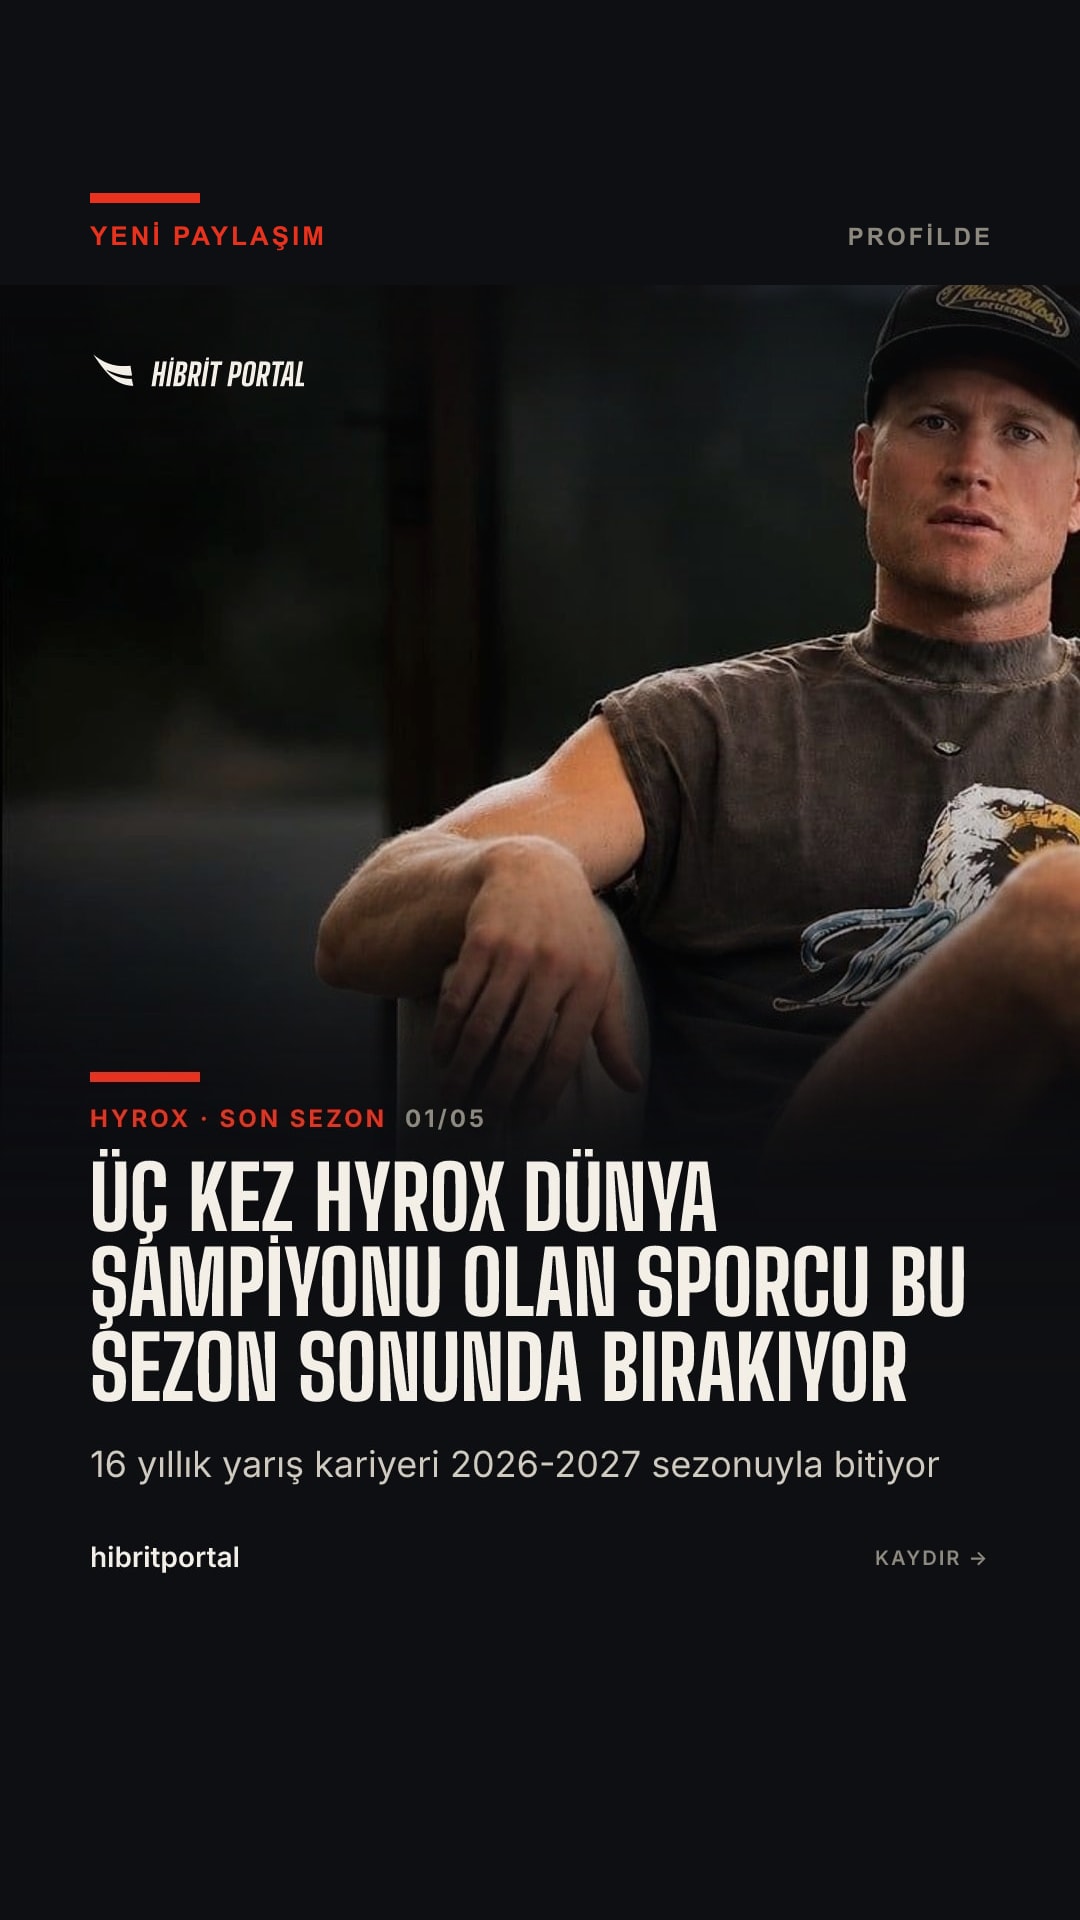 YENİ PAYLAŞIM
PROFİLDE
HİBRİT PORTAL
HYROX · SON SEZON 01/05
ÜÇ KEZ HYROX DÜNYA
ŞAMPİYONU OLAN SPORCU BU
SEZON SONUNDA BIRAKIYOR
16 yıllık yarış kariyeri 2026-2027 sezonuyla bitiyor
hibritportal
KAYDIR →